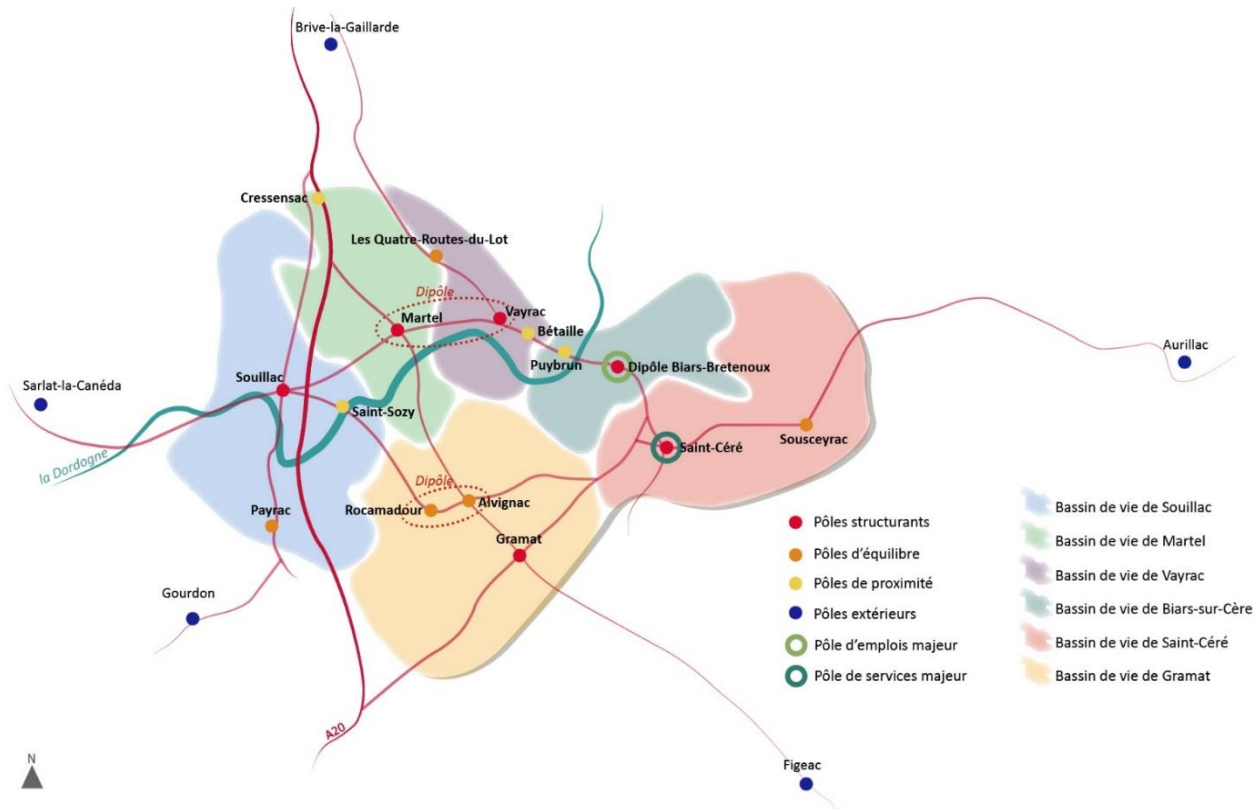 Brive-la-Gaillarde
Cressensac
Les Quatre-Routes-du-Lot
Dipôle
Martel
Vayrac
Bétaille
Puybrun
Dipôle Biars-Bretenoux
Aurillac
Sarlat-la-Canéda
Souillac
Saint-Sozy
Sousceyrac
Saint-Céré
la Dordogne
Dipôle
Payrac
Rocamadour
Alvignac
Gramat
Gourdon
A20
Figeac
N
Pôles structurants
Pôles d'équilibre
Pôles de proximité
Pôles extérieurs
Pôle d'emplois majeur
Pôle de services majeur
Bassin de vie de Souillac
Bassin de vie de Martel
Bassin de vie de Vayrac
Bassin de vie de Biars-sur-Cère
Bassin de vie de Saint-Céré
Bassin de vie de Gramat